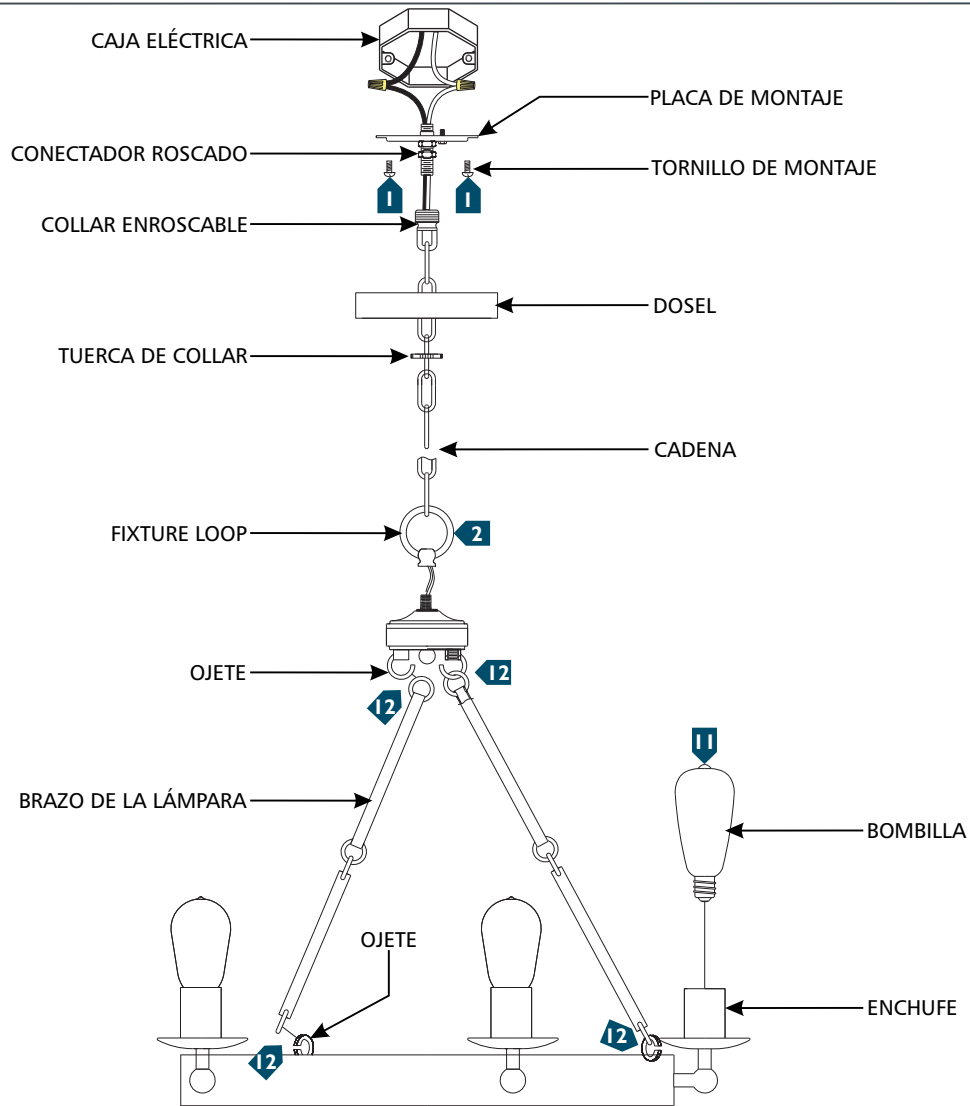 CAJA ELÉCTRICA
PLACA DE MONTAJE
CONECTADOR ROSCADO
TORNILLO DE MONTAJE
1
1
COLLAR ENROSCABLE
DOSEL
TUERCA DE COLLAR
CADENA
FIXTURE LOOP
2
OJETE
12
12
11
BRAZO DE LA LÁMPARA
BOMBILLA
OJETE
ENCHUFE
12
12